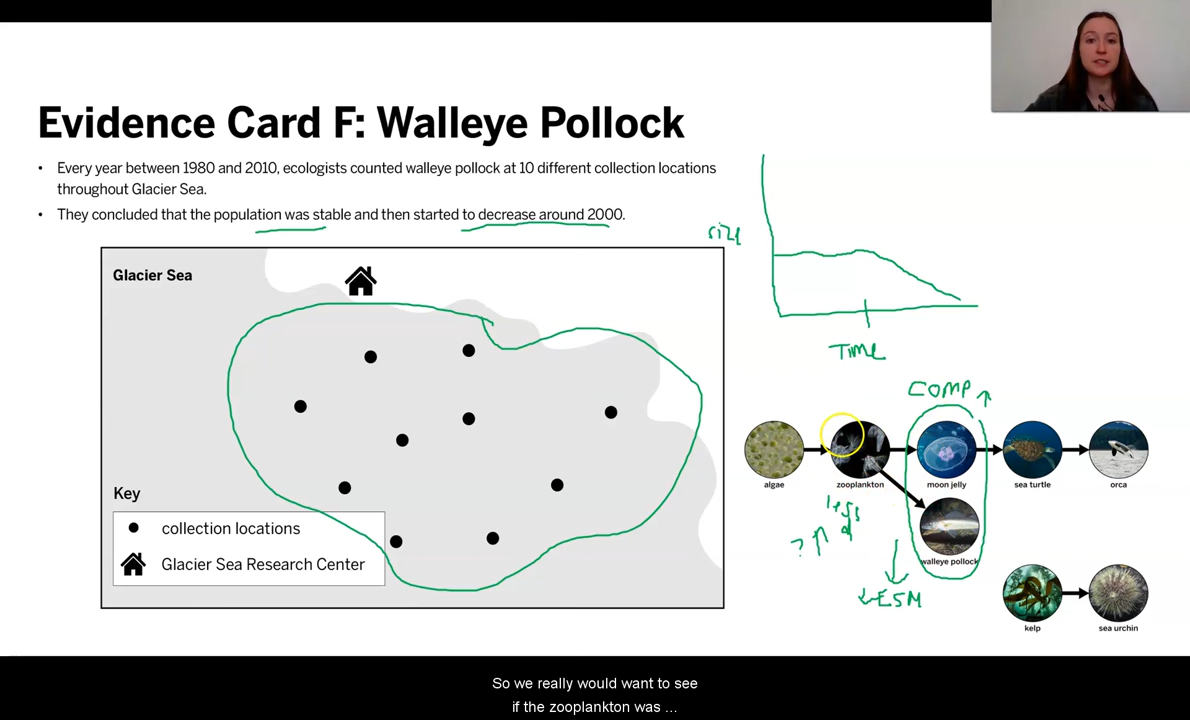 Evidence Card F: Walleye Pollock
• Every year between 1980 and 2010, ecologists counted walleye pollock at 10 different collection locations
throughout Glacier Sea.
• They concluded that the population was stable and then started to decrease around 2000.
size
Time
Glacier Sea
Key
collection locations
Glacier Sea Research Center
COMP ↑
algae
zooplankton
moon jelly
sea turtle
orca
less
?
walleye pollock
↓ESM
kelp
sea urchin
So we really would want to see
if the zooplankton was ...